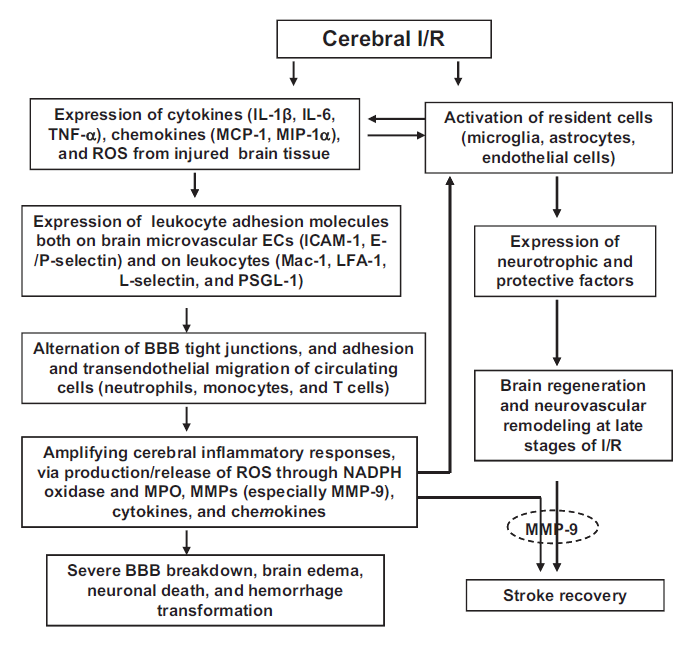 Cerebral I/R
Expression of cytokines (IL-1β, IL-6,
TNF-α), chemokines (MCP-1, MIP-1α),
and ROS from injured brain tissue
Activation of resident cells
(microglia, astrocytes,
endothelial cells)
Expression of leukocyte adhesion molecules
both on brain microvascular ECs (ICAM-1, E-
/P-selectin) and on leukocytes (Mac-1, LFA-1,
L-selectin, and PSGL-1)
Expression of
neurotrophic and
protective factors
Alternation of BBB tight junctions, and adhesion
and transendothelial migration of circulating
cells (neutrophils, monocytes, and T cells)
Brain regeneration
and neurovascular
remodeling at late
stages of I/R
Amplifying cerebral inflammatory responses,
via production/release of ROS through NADPH
oxidase and MPO, MMPs (especially MMP-9),
cytokines, and chemokines
MMP-9
Severe BBB breakdown, brain edema,
neuronal death, and hemorrhage
transformation
Stroke recovery